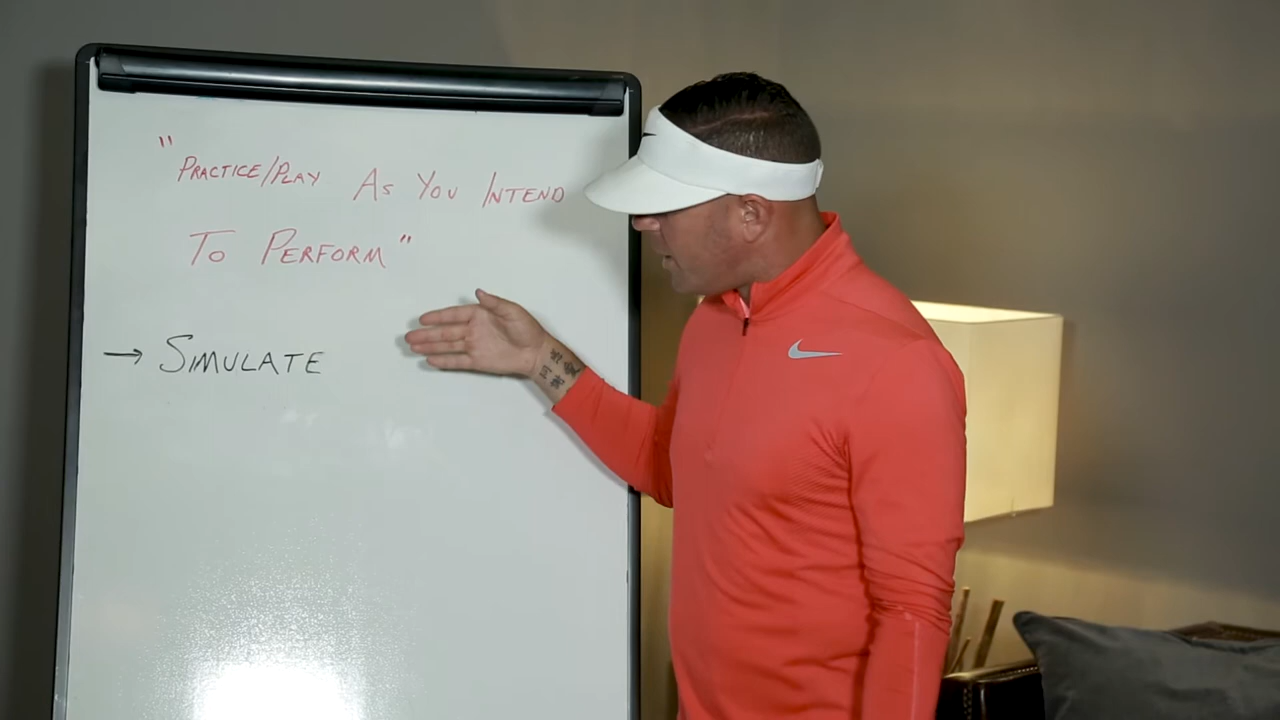 "PRACTICE/PLAY AS YOU INTEND
TO PERFORM"
→ SIMULATE